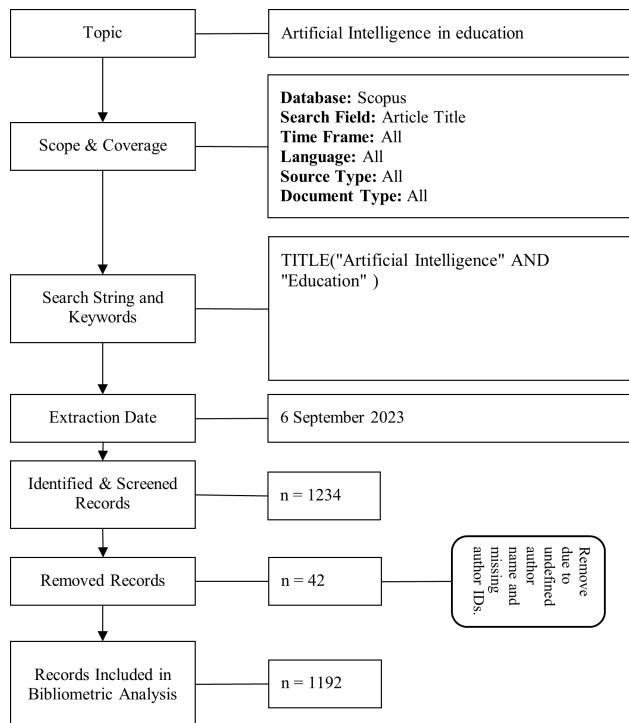 Topic
Artificial Intelligence in education
Scope & Coverage
Database: Scopus
Search Field: Article Title
Time Frame: All
Language: All
Source Type: All
Document Type: All
Search String and
Keywords
TITLE("Artificial Intelligence" AND
"Education" )
Extraction Date
6 September 2023
Identified & Screened
Records
n = 1234
Removed Records
n = 42
Remove
due to
undefined
author
name and
missing
author IDs.
Records Included in
Bibliometric Analysis
n = 1192